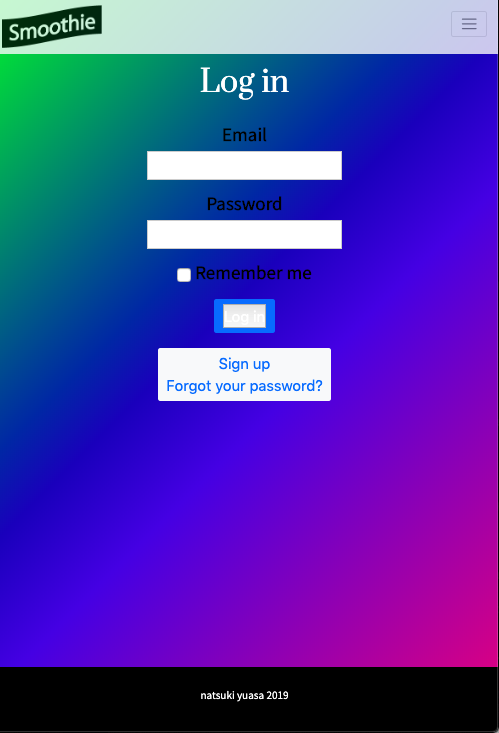 Smoothie
Log in
Email
Password
Remember me
Log in
Sign up
Forgot your password?
natsuki yuasa 2019